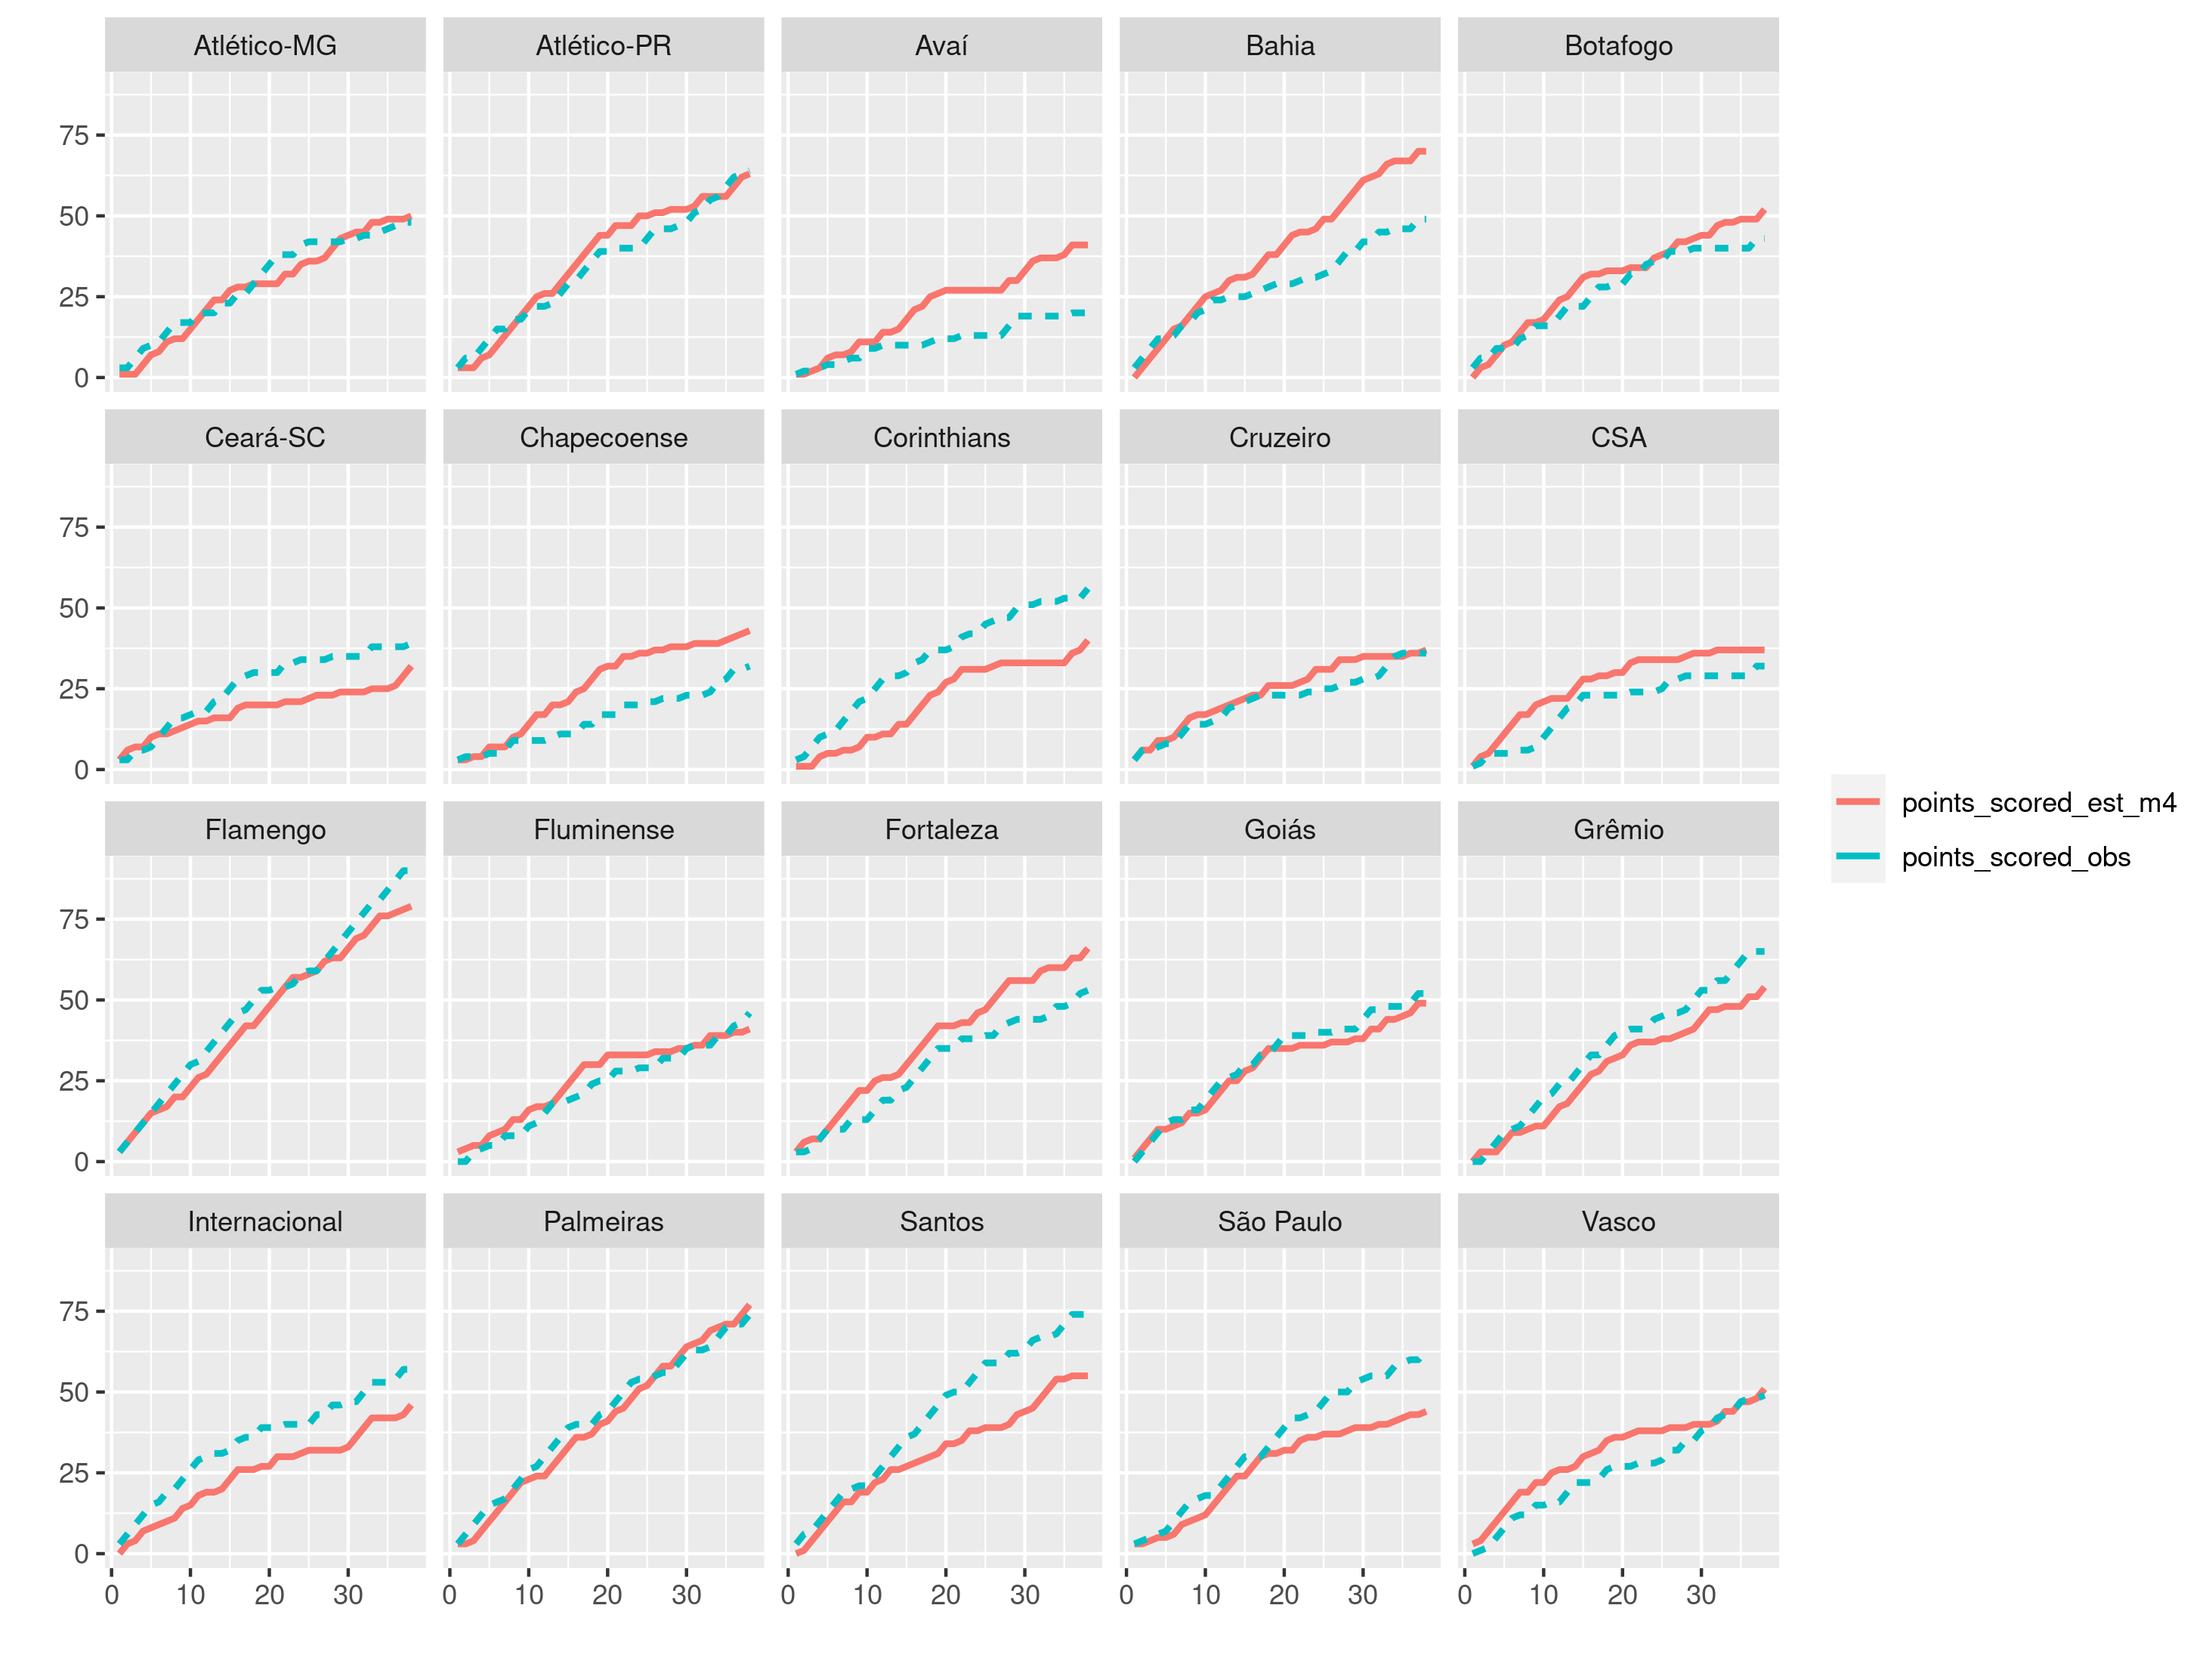 Atlético-MG Atlético-PR Avaí Bahia Botafogo
75
50
25
0
Ceará-SC Chapecoense Corinthians Cruzeiro CSA
75
50
25
0
Flamengo Fluminense Fortaleza Goiás Grêmio
75
50
25
0
Internacional Palmeiras Santos São Paulo Vasco
75
50
25
0
0 10 20 30 0 10 20 30 0 10 20 30 0 10 20 30 0 10 20 30
points_scored_est_m4
points_scored_obs